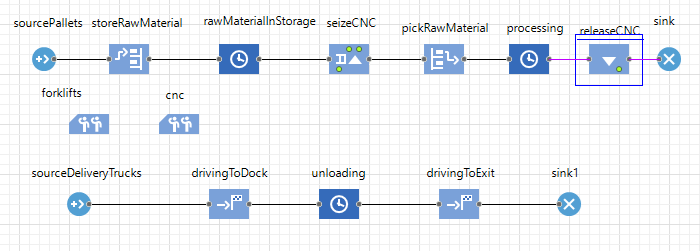 sourcePallets storeRawMaterial rawMaterialInStorage seizeCNC pickRawMaterial processing releaseCNC sink
forklifts cnc
sourceDeliveryTrucks drivingToDock unloading drivingToExit sink1